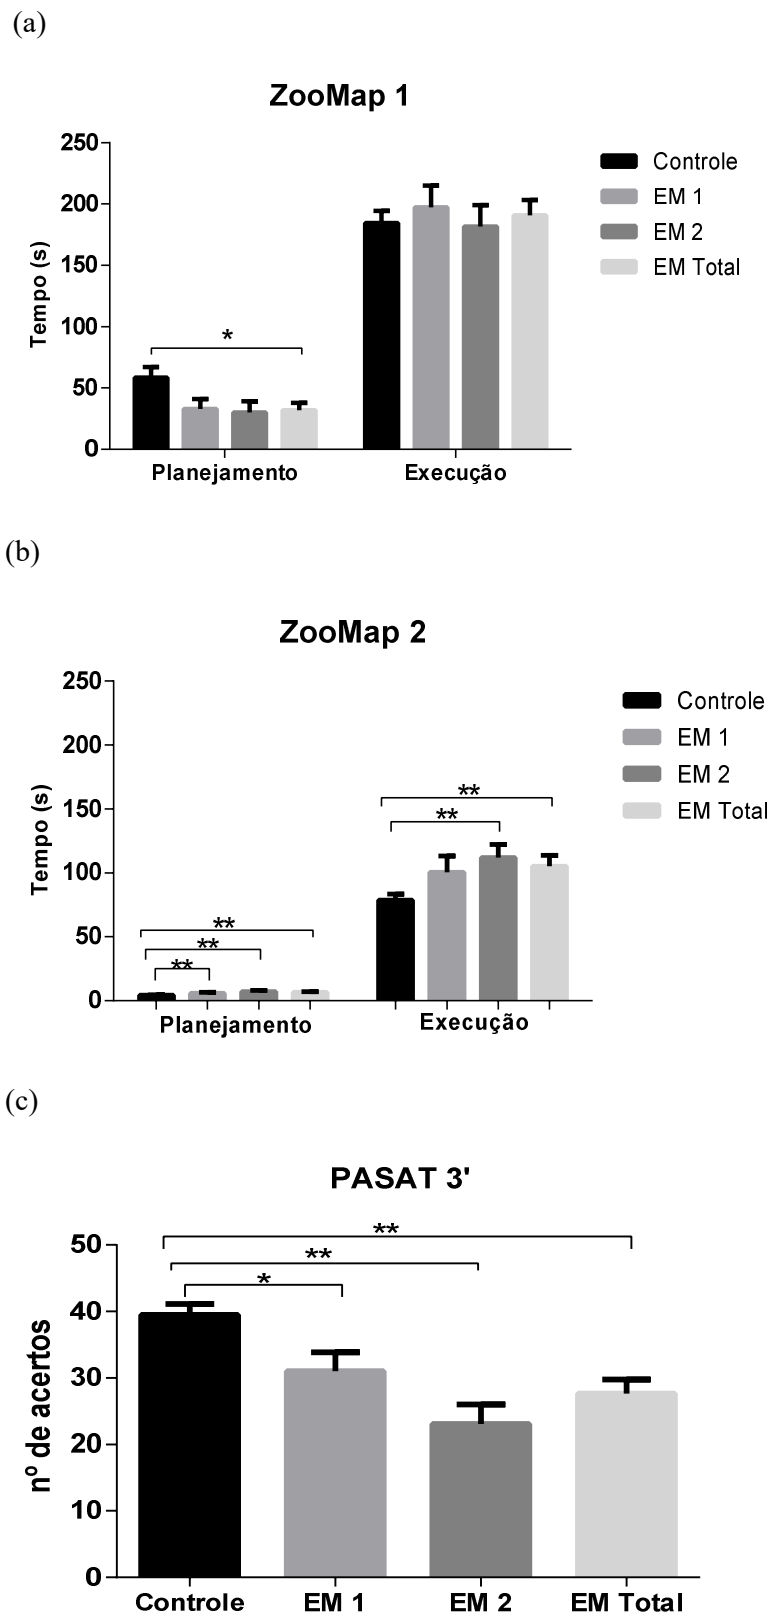 (a)
ZooMap 1
Tempo (s)
250
200
150
100
50
0
*
Planejamento
Execução
Controle
EM 1
EM 2
EM Total
(b)
ZooMap 2
Tempo (s)
250
200
150
100
50
0
**
**
**
**
**
Planejamento
Execução
Controle
EM 1
EM 2
EM Total
(c)
PASAT 3'
nº de acertos
50
40
30
20
10
0
**
**
*
Controle
EM 1
EM 2
EM Total